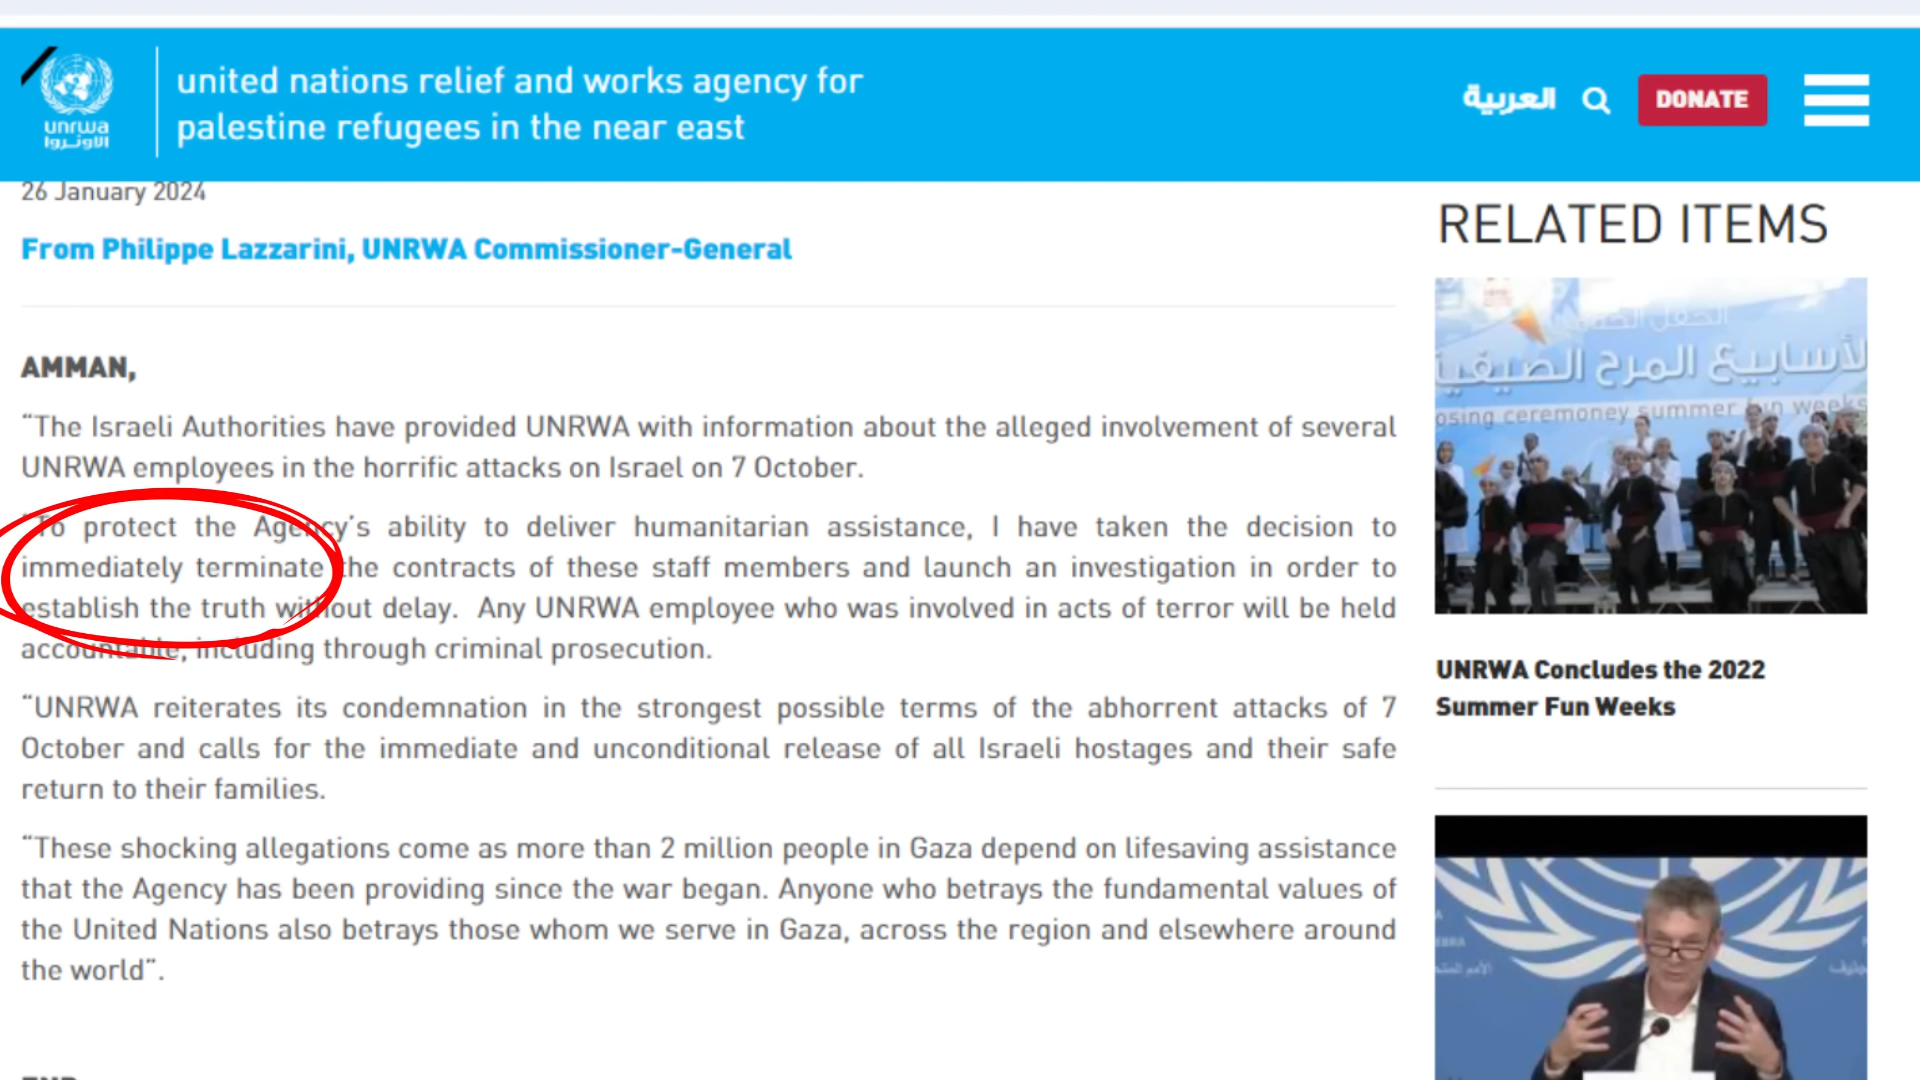 unrwa
الاونروا
united nations relief and works agency for
palestine refugees in the near east
العربية
DONATE
26 January 2024
From Philippe Lazzarini, UNRWA Commissioner-General
AMMAN,
“The Israeli Authorities have provided UNRWA with information about the alleged involvement of several
UNRWA employees in the horrific attacks on Israel on 7 October.
“To protect the Agency’s ability to deliver humanitarian assistance, I have taken the decision to
immediately terminate the contracts of these staff members and launch an investigation in order to
establish the truth without delay. Any UNRWA employee who was involved in acts of terror will be held
accountable, including through criminal prosecution.
“UNRWA reiterates its condemnation in the strongest possible terms of the abhorrent attacks of 7
October and calls for the immediate and unconditional release of all Israeli hostages and their safe
return to their families.
“These shocking allegations come as more than 2 million people in Gaza depend on lifesaving assistance
that the Agency has been providing since the war began. Anyone who betrays the fundamental values of
the United Nations also betrays those whom we serve in Gaza, across the region and elsewhere around
the world”.
RELATED ITEMS
لأسابيع المرح الصيفية
osing ceremoney summer fun weeks
UNRWA Concludes the 2022
Summer Fun Weeks